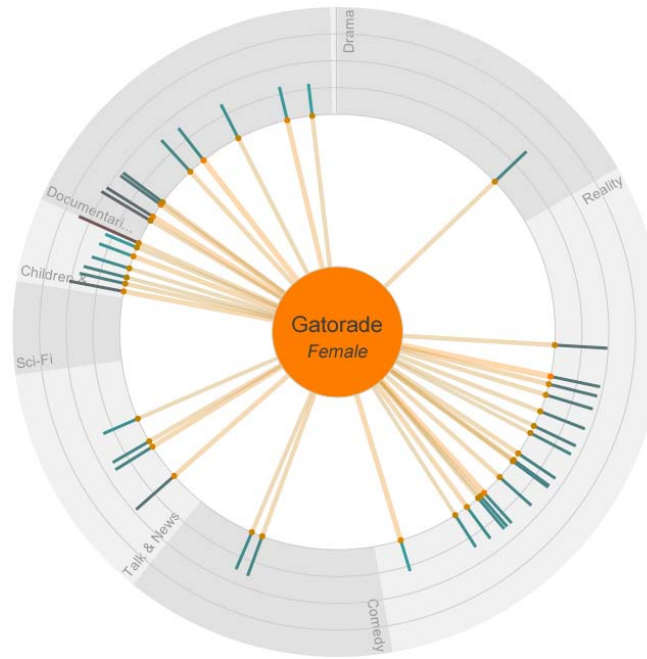 Gatorade
Female
Drama
Reality
Comedy
Talk & News
Sci-Fi
Children &
Documentari...